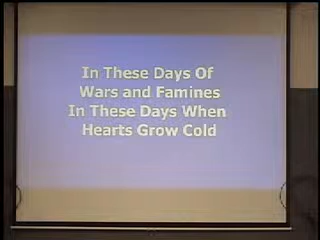 In These Days Of
Wars and Famines
In These Days When
Hearts Grow Cold